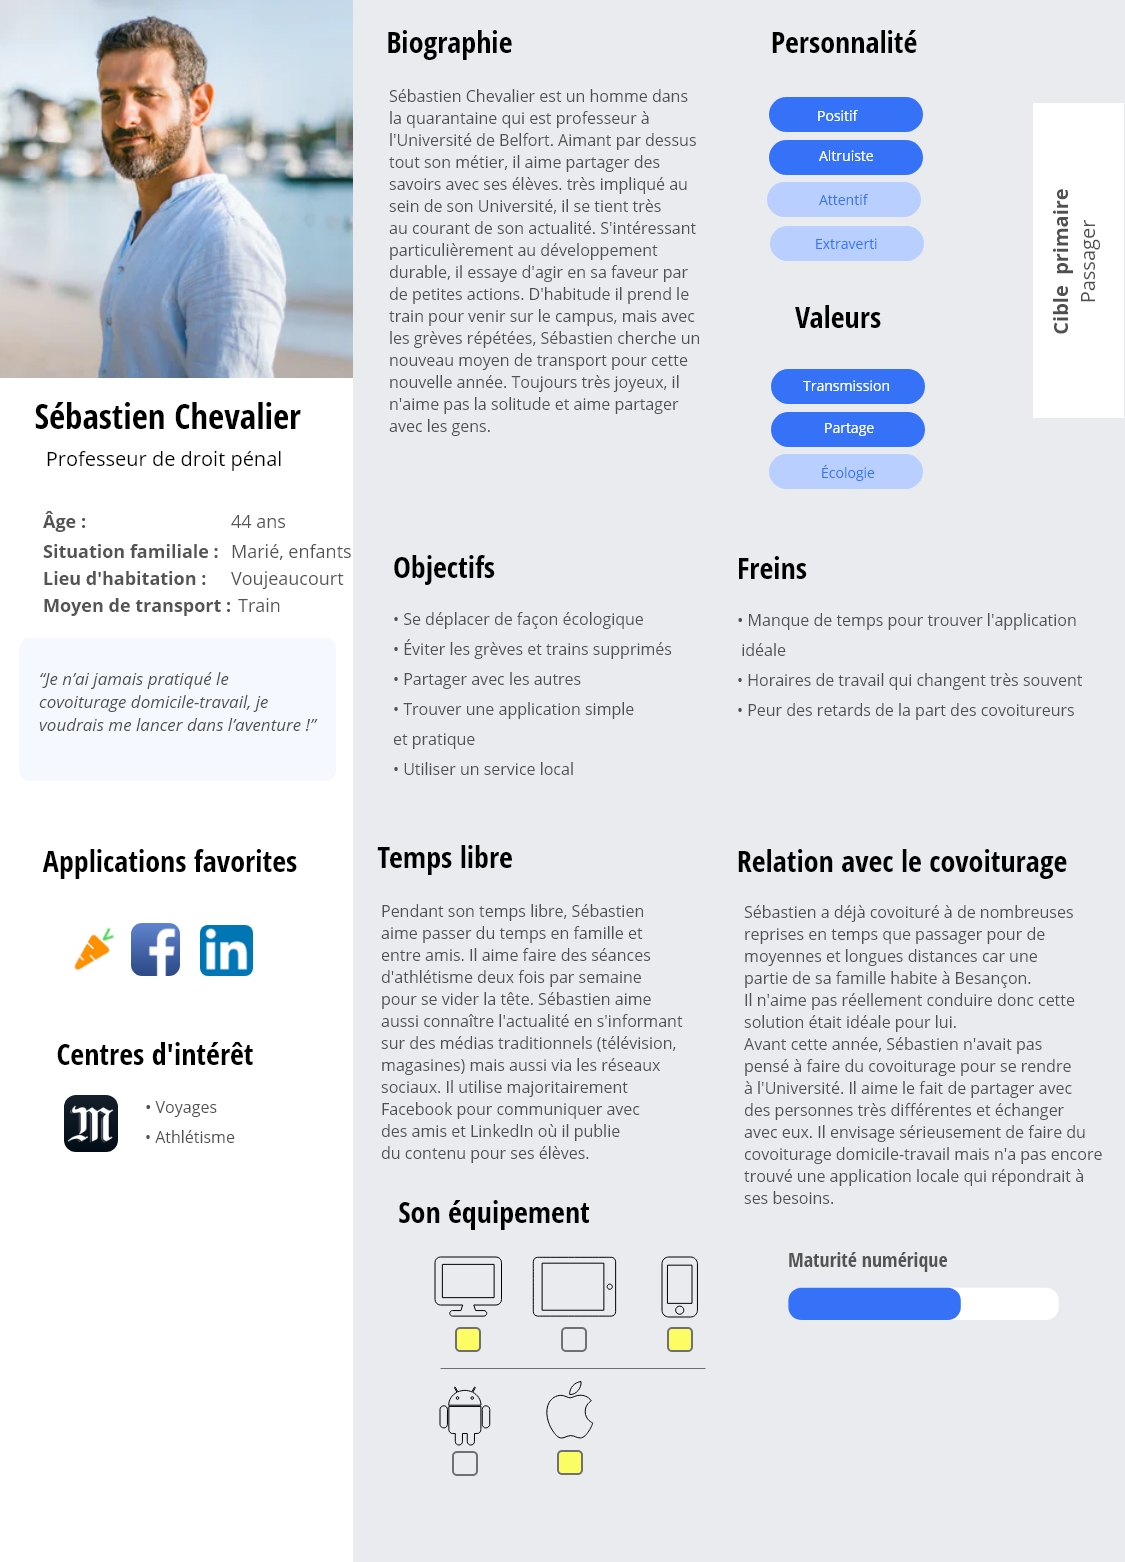 Sébastien Chevalier
Professeur de droit pénal
Âge : 44 ans
Situation familiale : Marié, enfants
Lieu d'habitation : Voujeaucourt
Moyen de transport : Train
“Je n’ai jamais pratiqué le
covoiturage domicile-travail, je
voudrais me lancer dans l’aventure !”
Applications favorites
f
in
Centres d'intérêt
M
• Voyages
• Athlétisme
Biographie
Sébastien Chevalier est un homme dans
la quarantaine qui est professeur à
l'Université de Belfort. Aimant par dessus
tout son métier, il aime partager des
savoirs avec ses élèves. très impliqué au
sein de son Université, il se tient très
au courant de son actualité. S'intéressant
particulièrement au développement
durable, il essaye d'agir en sa faveur par
de petites actions. D'habitude il prend le
train pour venir sur le campus, mais avec
les grèves répétées, Sébastien cherche un
nouveau moyen de transport pour cette
nouvelle année. Toujours très joyeux, il
n'aime pas la solitude et aime partager
avec les gens.
Personnalité
Positif
Altruiste
Attentif
Extraverti
Valeurs
Transmission
Partage
Écologie
Cible primaire
Passager
Objectifs
• Se déplacer de façon écologique
• Éviter les grèves et trains supprimés
• Partager avec les autres
• Trouver une application simple
et pratique
• Utiliser un service local
Freins
• Manque de temps pour trouver l'application
idéale
• Horaires de travail qui changent très souvent
• Peur des retards de la part des covoitureurs
Temps libre
Pendant son temps libre, Sébastien
aime passer du temps en famille et
entre amis. Il aime faire des séances
d'athlétisme deux fois par semaine
pour se vider la tête. Sébastien aime
aussi connaître l'actualité en s'informant
sur des médias traditionnels (télévision,
magasines) mais aussi via les réseaux
sociaux. Il utilise majoritairement
Facebook pour communiquer avec
des amis et LinkedIn où il publie
du contenu pour ses élèves.
Relation avec le covoiturage
Sébastien a déjà covoituré à de nombreuses
reprises en temps que passager pour de
moyennes et longues distances car une
partie de sa famille habite à Besançon.
Il n'aime pas réellement conduire donc cette
solution était idéale pour lui.
Avant cette année, Sébastien n'avait pas
pensé à faire du covoiturage pour se rendre
à l'Université. Il aime le fait de partager avec
des personnes très différentes et échanger
avec eux. Il envisage sérieusement de faire du
covoiturage domicile-travail mais n'a pas encore
trouvé une application locale qui répondrait à
ses besoins.
Son équipement
Maturité numérique